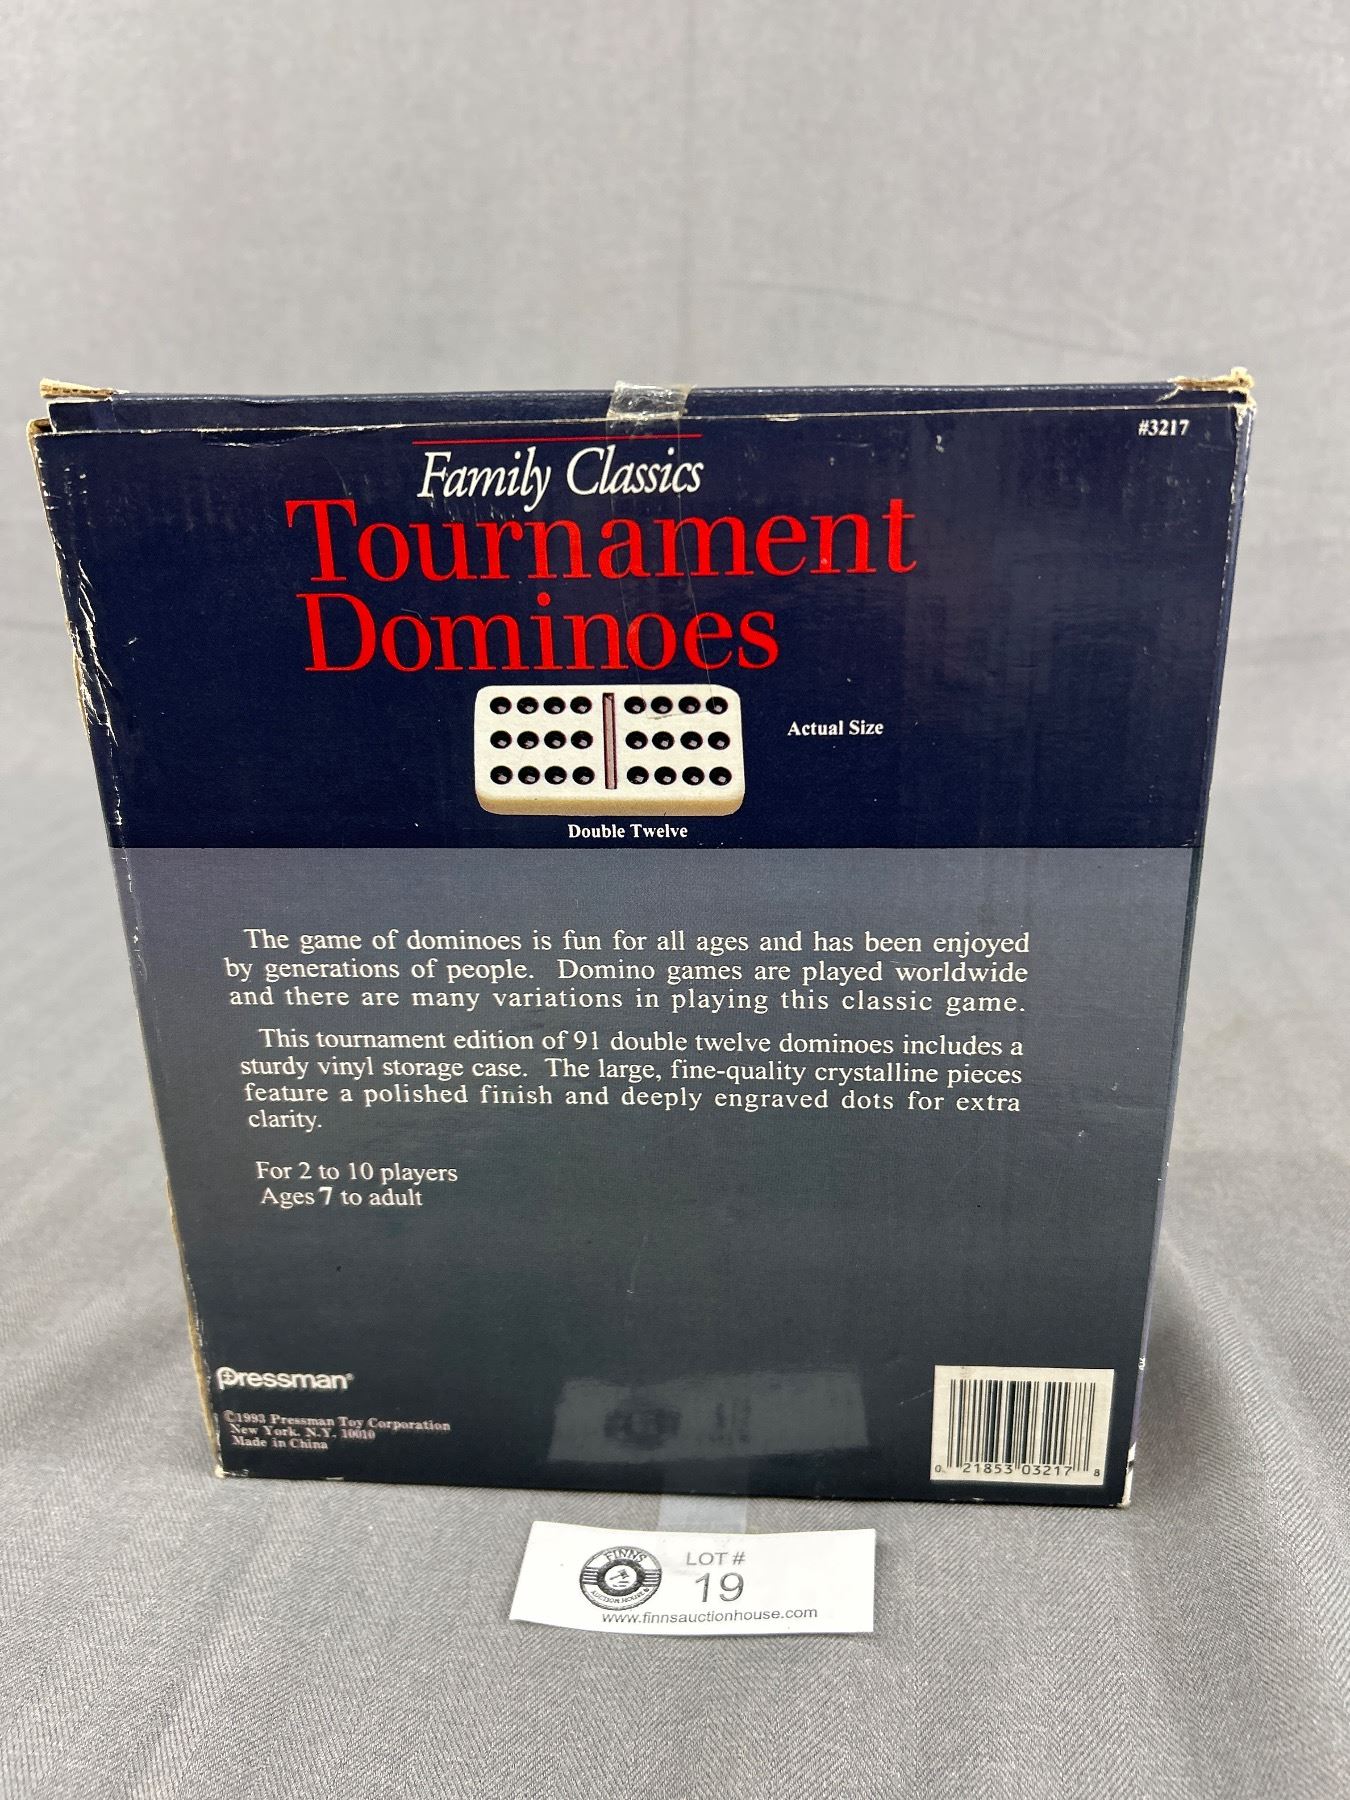 #3217
Family Classics
Tournament
Dominoes
Actual Size
Double Twelve
The game of dominoes is fun for all ages and has been enjoyed
by generations of people. Domino games are played worldwide
and there are many variations in playing this classic game.
This tournament edition of 91 double twelve dominoes includes a
sturdy vinyl storage case. The large, fine-quality crystalline pieces
feature a polished finish and deeply engraved dots for extra
clarity.
For 2 to 10 players
Ages 7 to adult
Pressman®
©1993 Pressman Toy Corporation
New York, N.Y. 10010
Made in China
0 21853 03217 8
FINNS
AUCTION HOUSE
LOT #
19
www.finnsauctionhouse.com